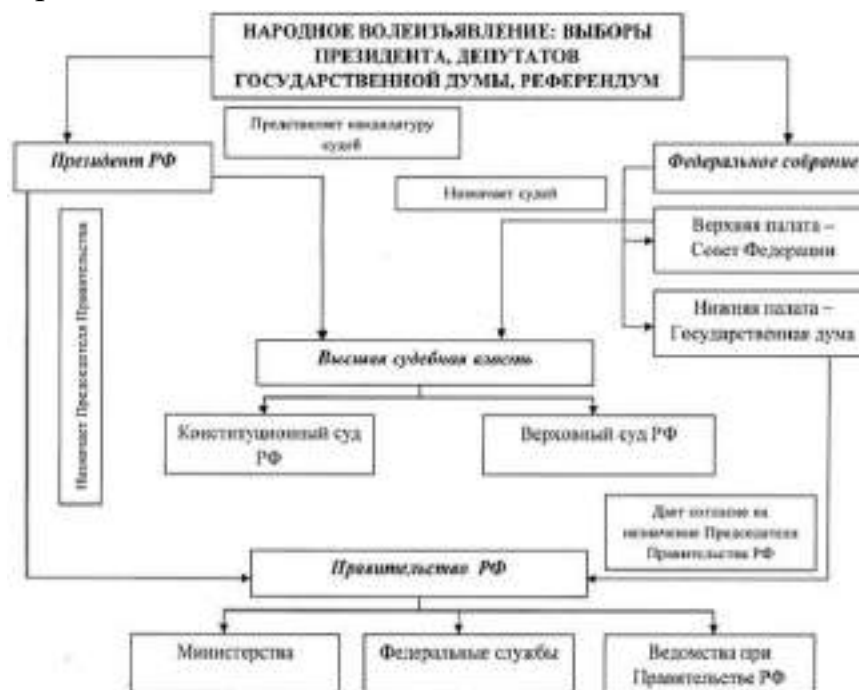 НАРОДНОЕ ВОЛЕИЗЪЯВЛЕНИЕ: ВЫБОРЫ
ПРЕЗИДЕНТА, ДЕПУТАТОВ
ГОСУДАРСТВЕННОЙ ДУМЫ, РЕФЕРЕНДУМ
Представляет кандидатуру
судей
Президент РФ
Федеральное собрание
Назначает судей
Верхняя палата –
Совет Федерации
Назначает Председателя Правительства
Нижняя палата –
Государственная дума
Высшая судебная власть
Конституционный суд
РФ
Верховный суд РФ
Дает согласие на
назначение Председателя
Правительства РФ
Правительство РФ
Министерства
Федеральные службы
Ведомства при
Правительстве РФ